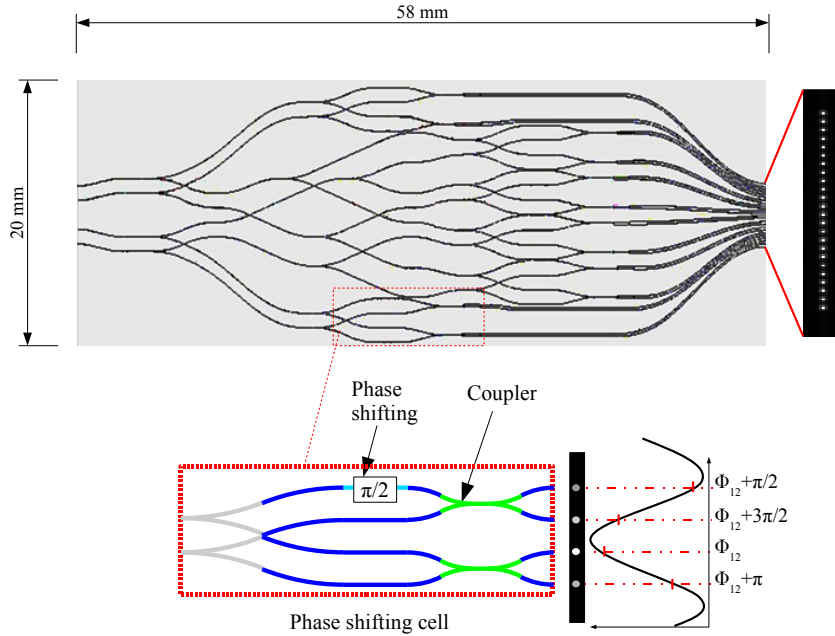 58 mm
20 mm
Phase
shifting
Coupler
π/2
Φ₁₂+π/2
Φ₁₂+3π/2
Φ₁₂
Φ₁₂+π
Phase shifting cell